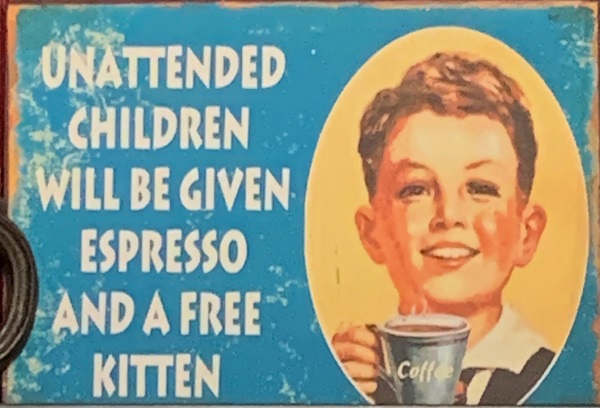 UNATTENDED
CHILDREN
WILL BE GIVEN
ESPRESSO
AND A FREE
KITTEN
Coffee